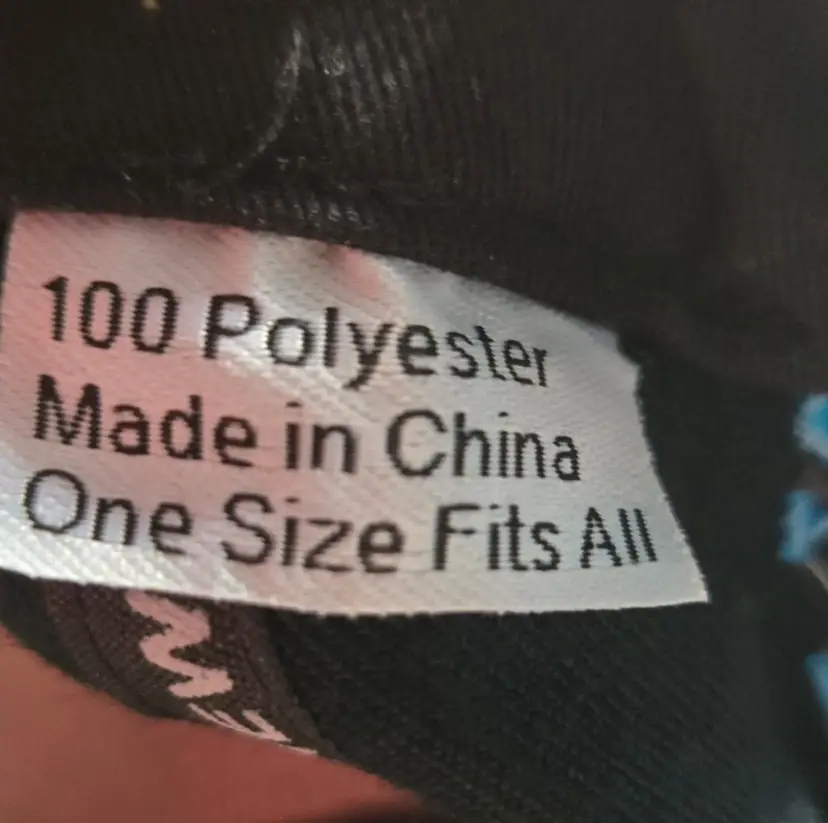 100 Polyester
Made in China
One Size Fits All